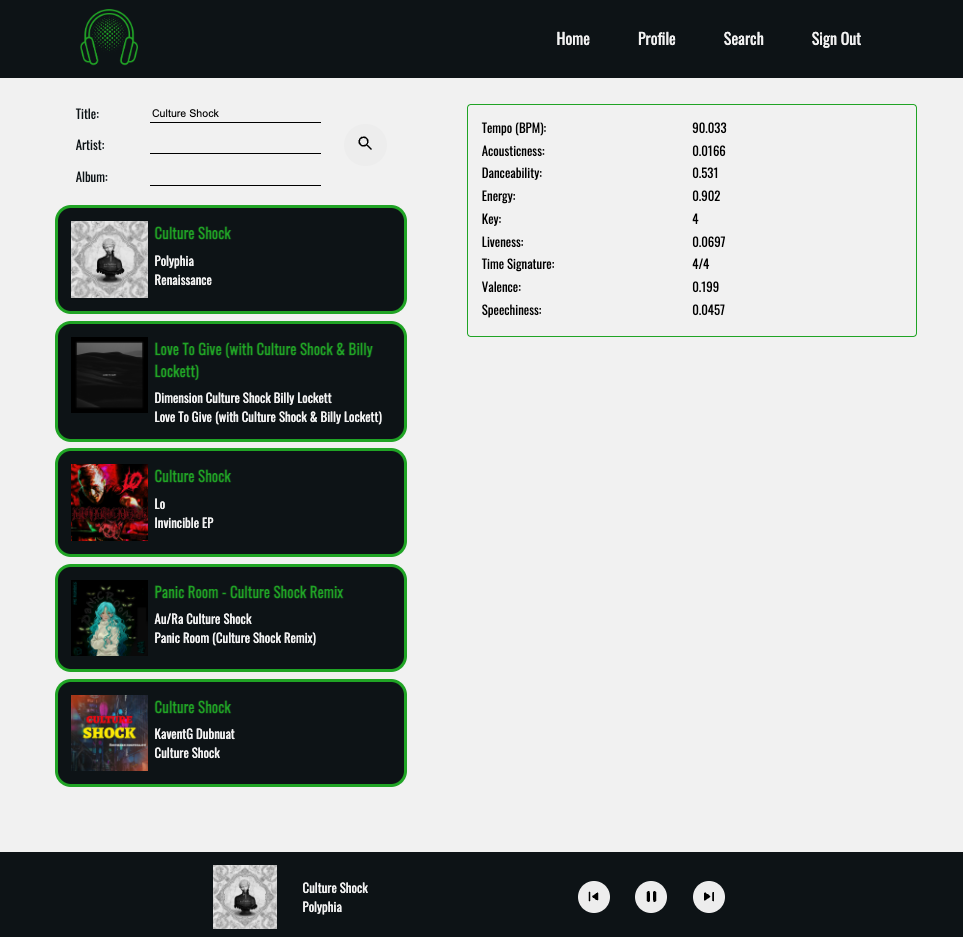 Home Profile Search Sign Out
Title: Culture Shock
Artist:
Album:
Culture Shock
Polyphia
Renaissance
Love To Give (with Culture Shock & Billy
Lockett)
Dimension Culture Shock Billy Lockett
Love To Give (with Culture Shock & Billy Lockett)
Culture Shock
Lo
Invincible EP
Panic Room - Culture Shock Remix
Au/Ra Culture Shock
Panic Room (Culture Shock Remix)
CULTURE
SHOCK
Culture Shock
KaventG Dubnuat
Culture Shock
Tempo (BPM): 90.033
Acousticness: 0.0166
Danceability: 0.531
Energy: 0.902
Key: 4
Liveness: 0.0697
Time Signature: 4/4
Valence: 0.199
Speechiness: 0.0457
Culture Shock
Polyphia